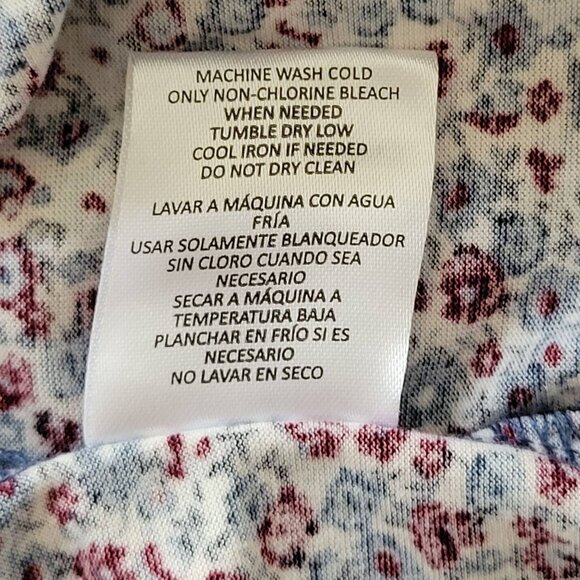 MACHINE WASH COLD
ONLY NON-CHLORINE BLEACH
WHEN NEEDED
TUMBLE DRY LOW
COOL IRON IF NEEDED
DO NOT DRY CLEAN
LAVAR A MÁQUINA CON AGUA
FRÍA
USAR SOLAMENTE BLANQUEADOR
SIN CLORO CUANDO SEA
NECESARIO
SECAR A MÁQUINA A
TEMPERATURA BAJA
PLANCHAR EN FRÍO SI ES
NECESARIO
NO LAVAR EN SECO